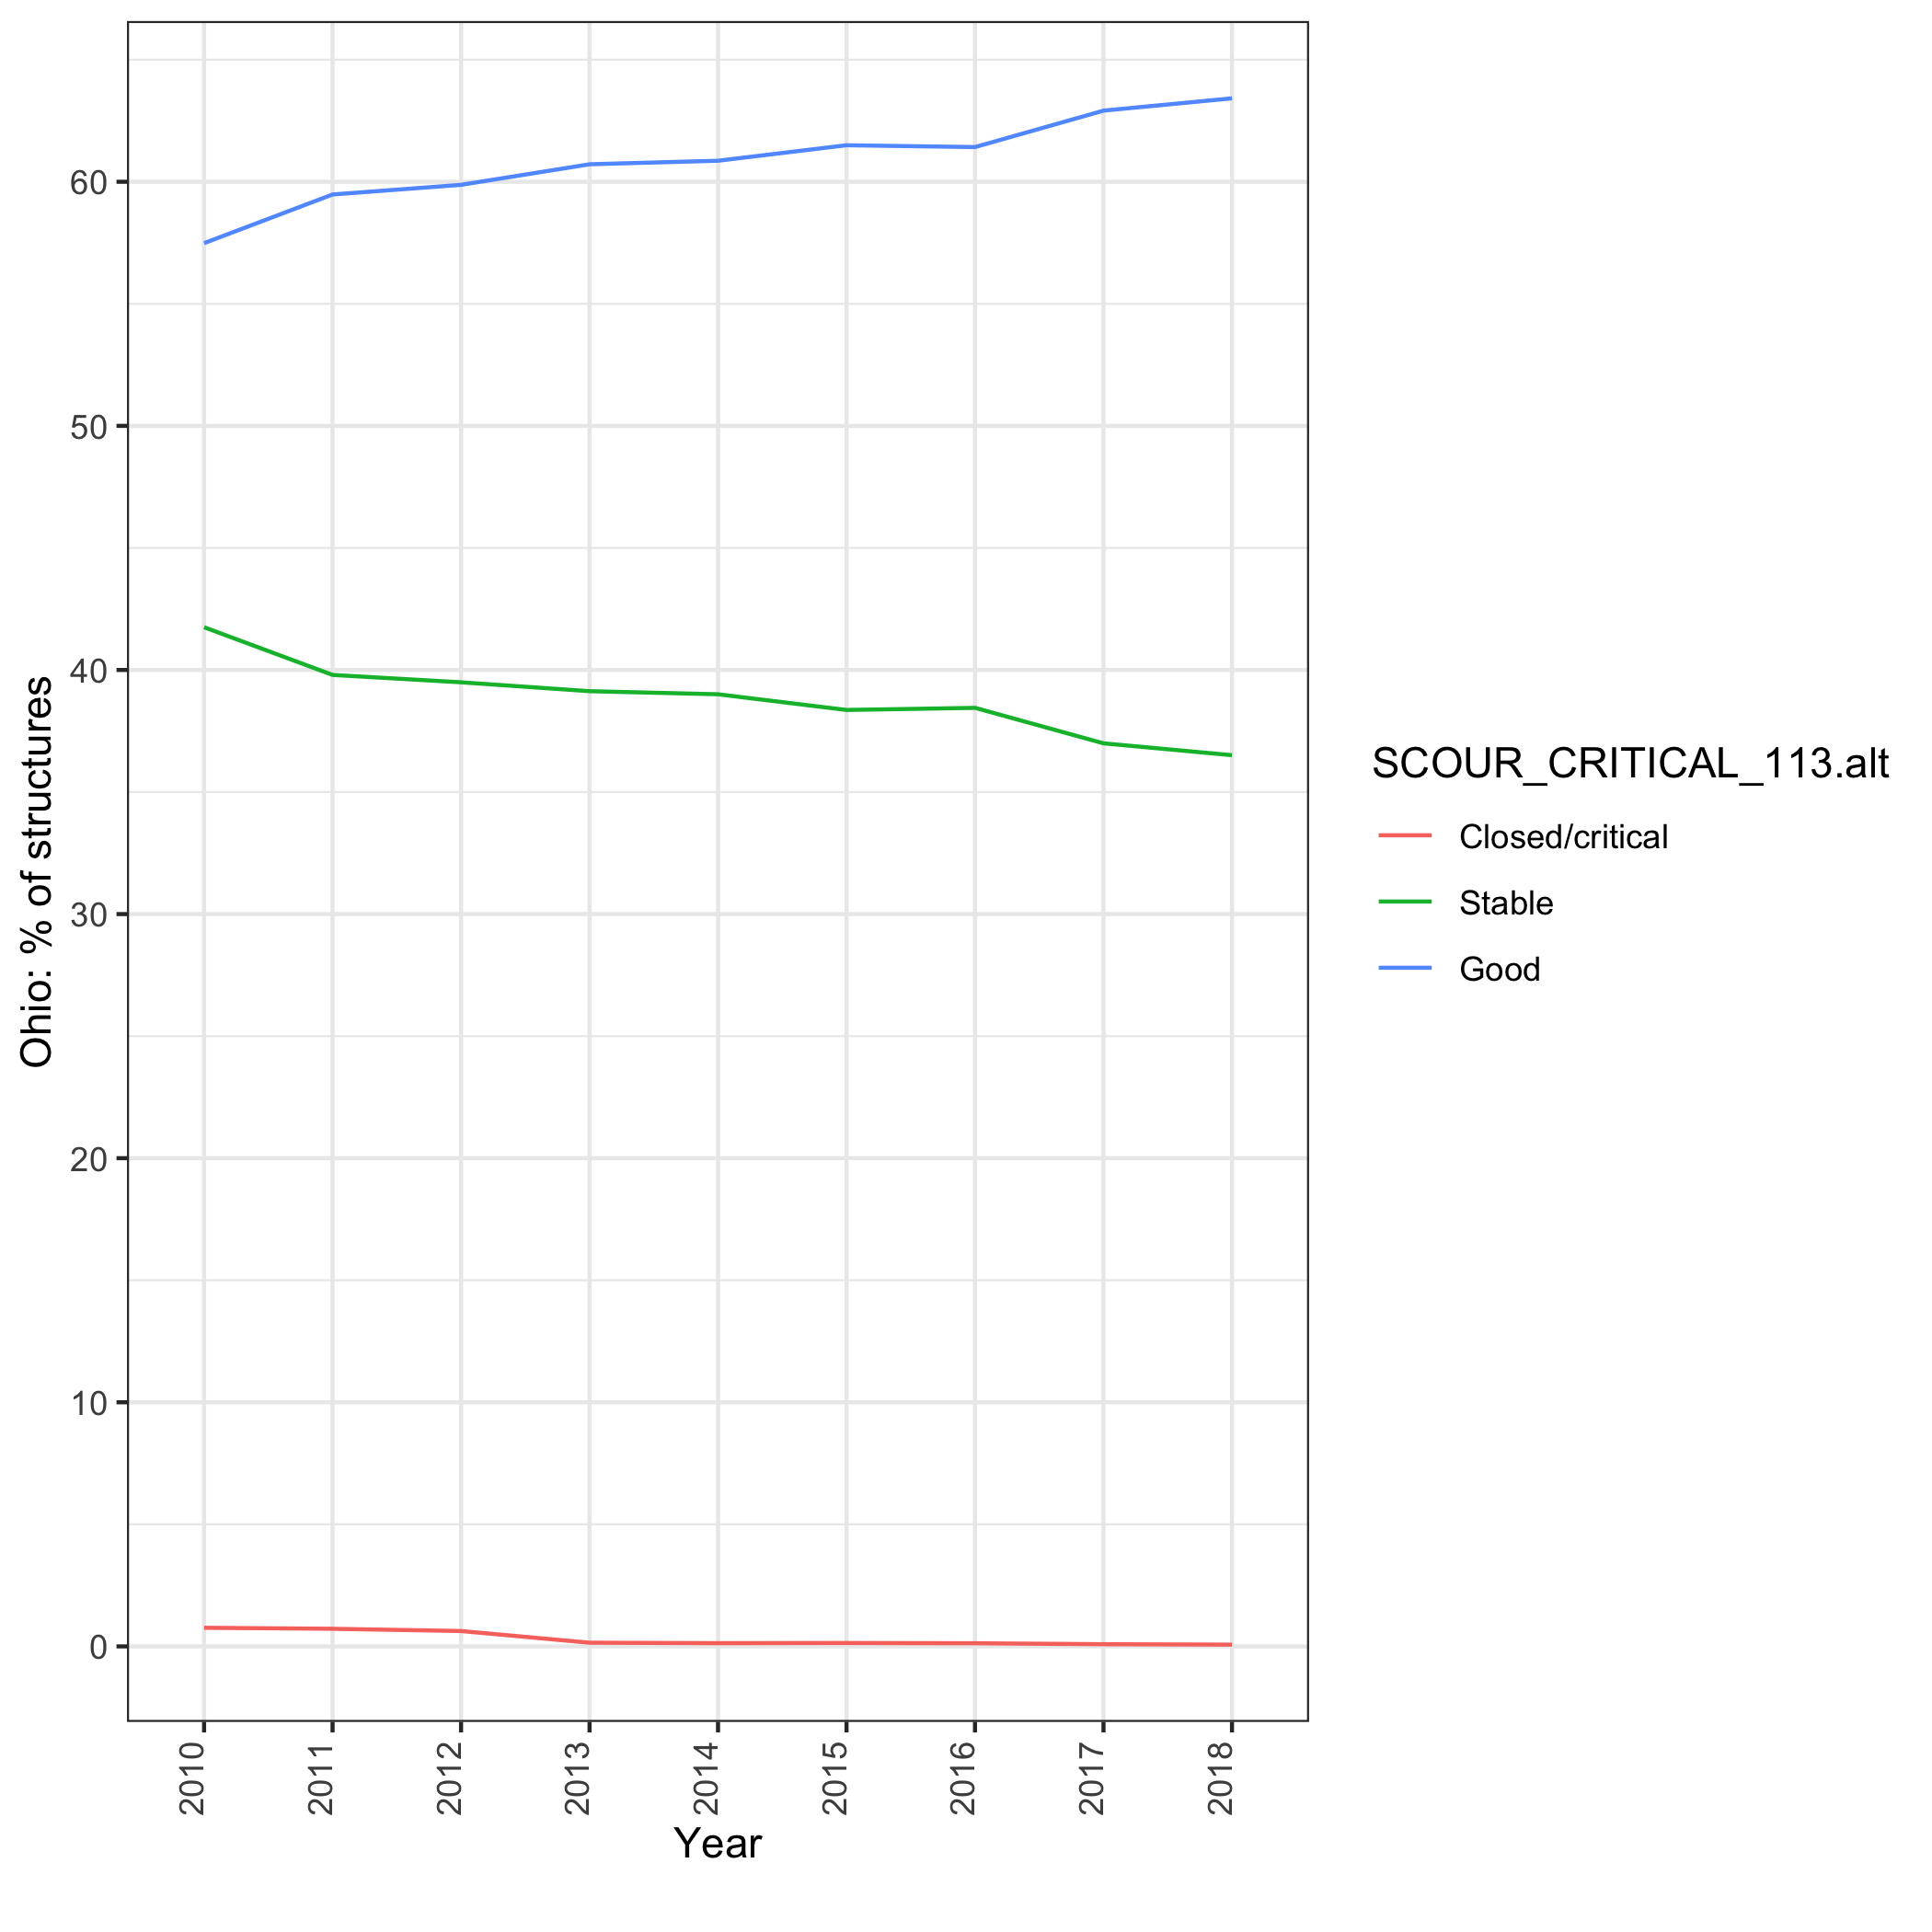 Ohio: % of structures
60
50
40
30
20
10
0
2010
2011
2012
2013
2014
2015
2016
2017
2018
Year
SCOUR_CRITICAL_113.alt
Closed/critical
Stable
Good